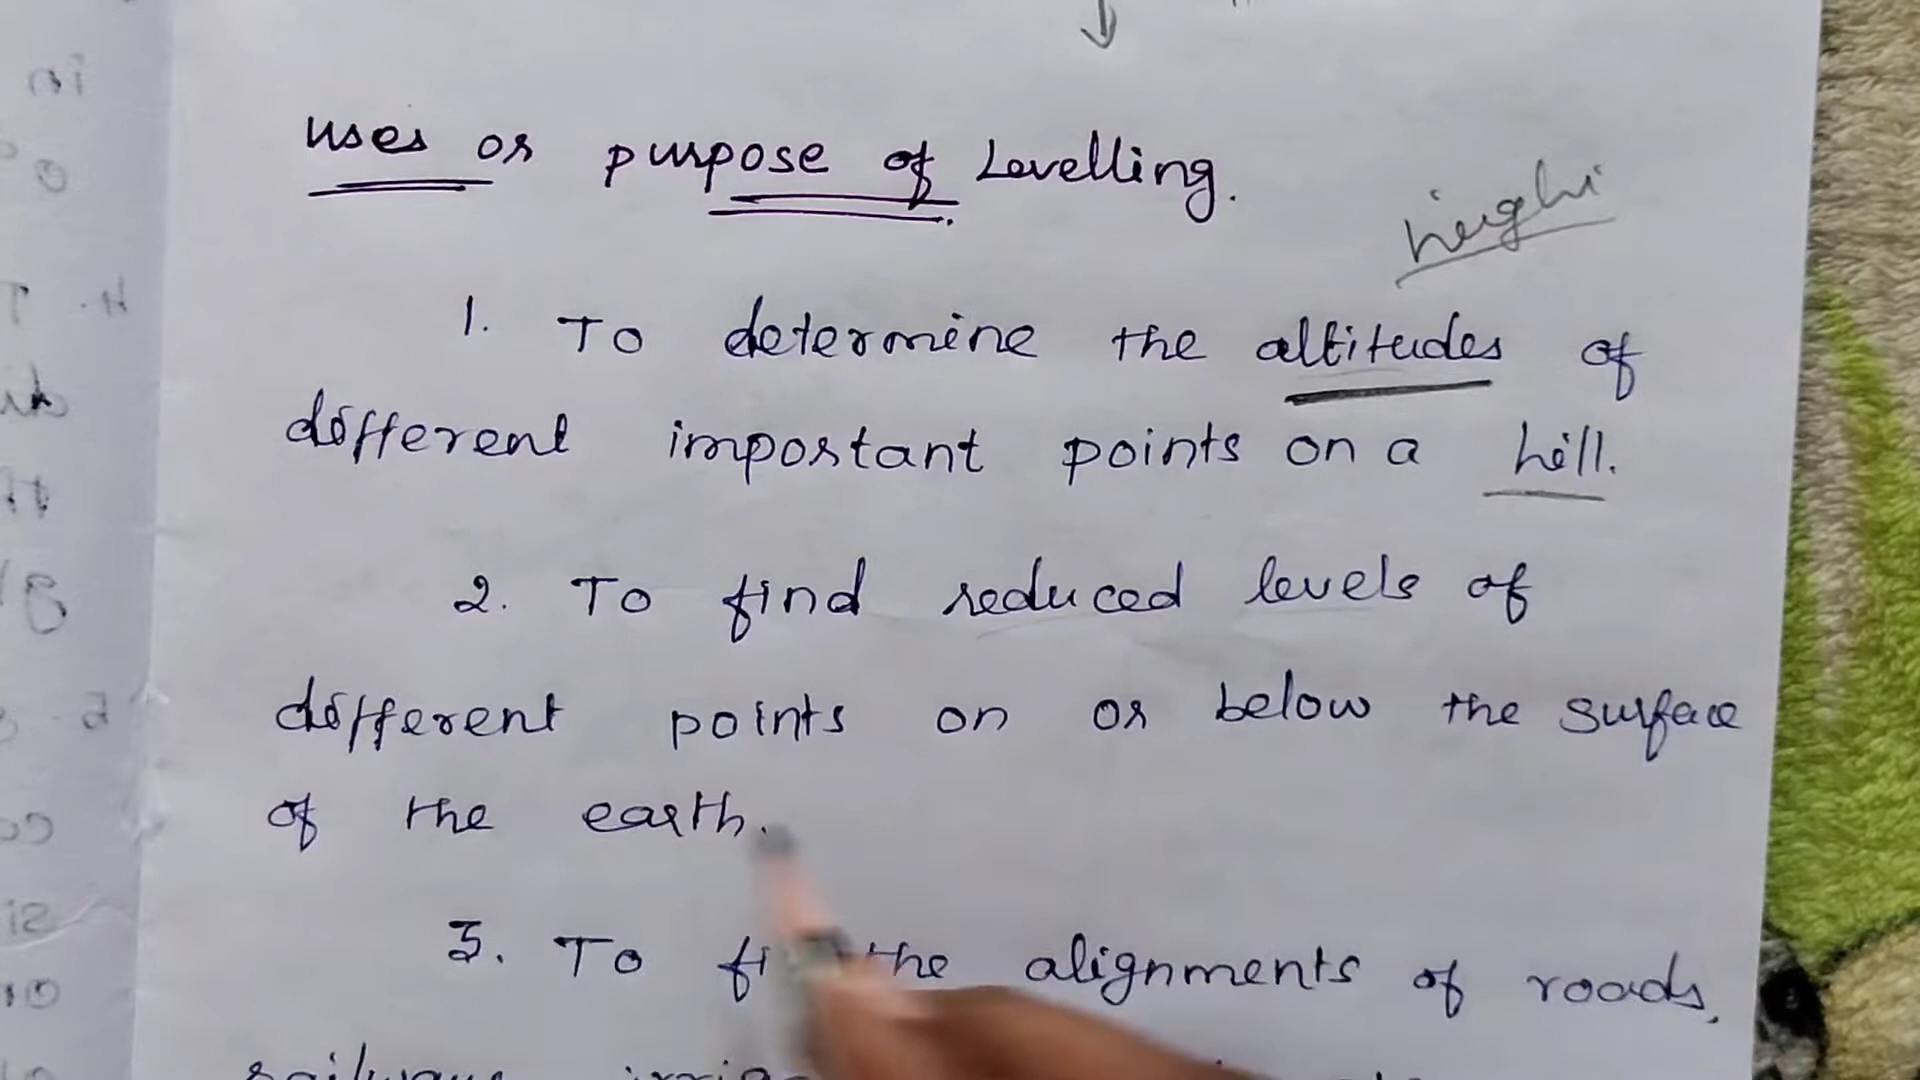 uses or purpose of Levelling.
1. To determine the altitudes of
different important points on a hill.
2. To find reduced levels of
different points on or below the surface
of the earth.
3. To the alignments of roads,
railways